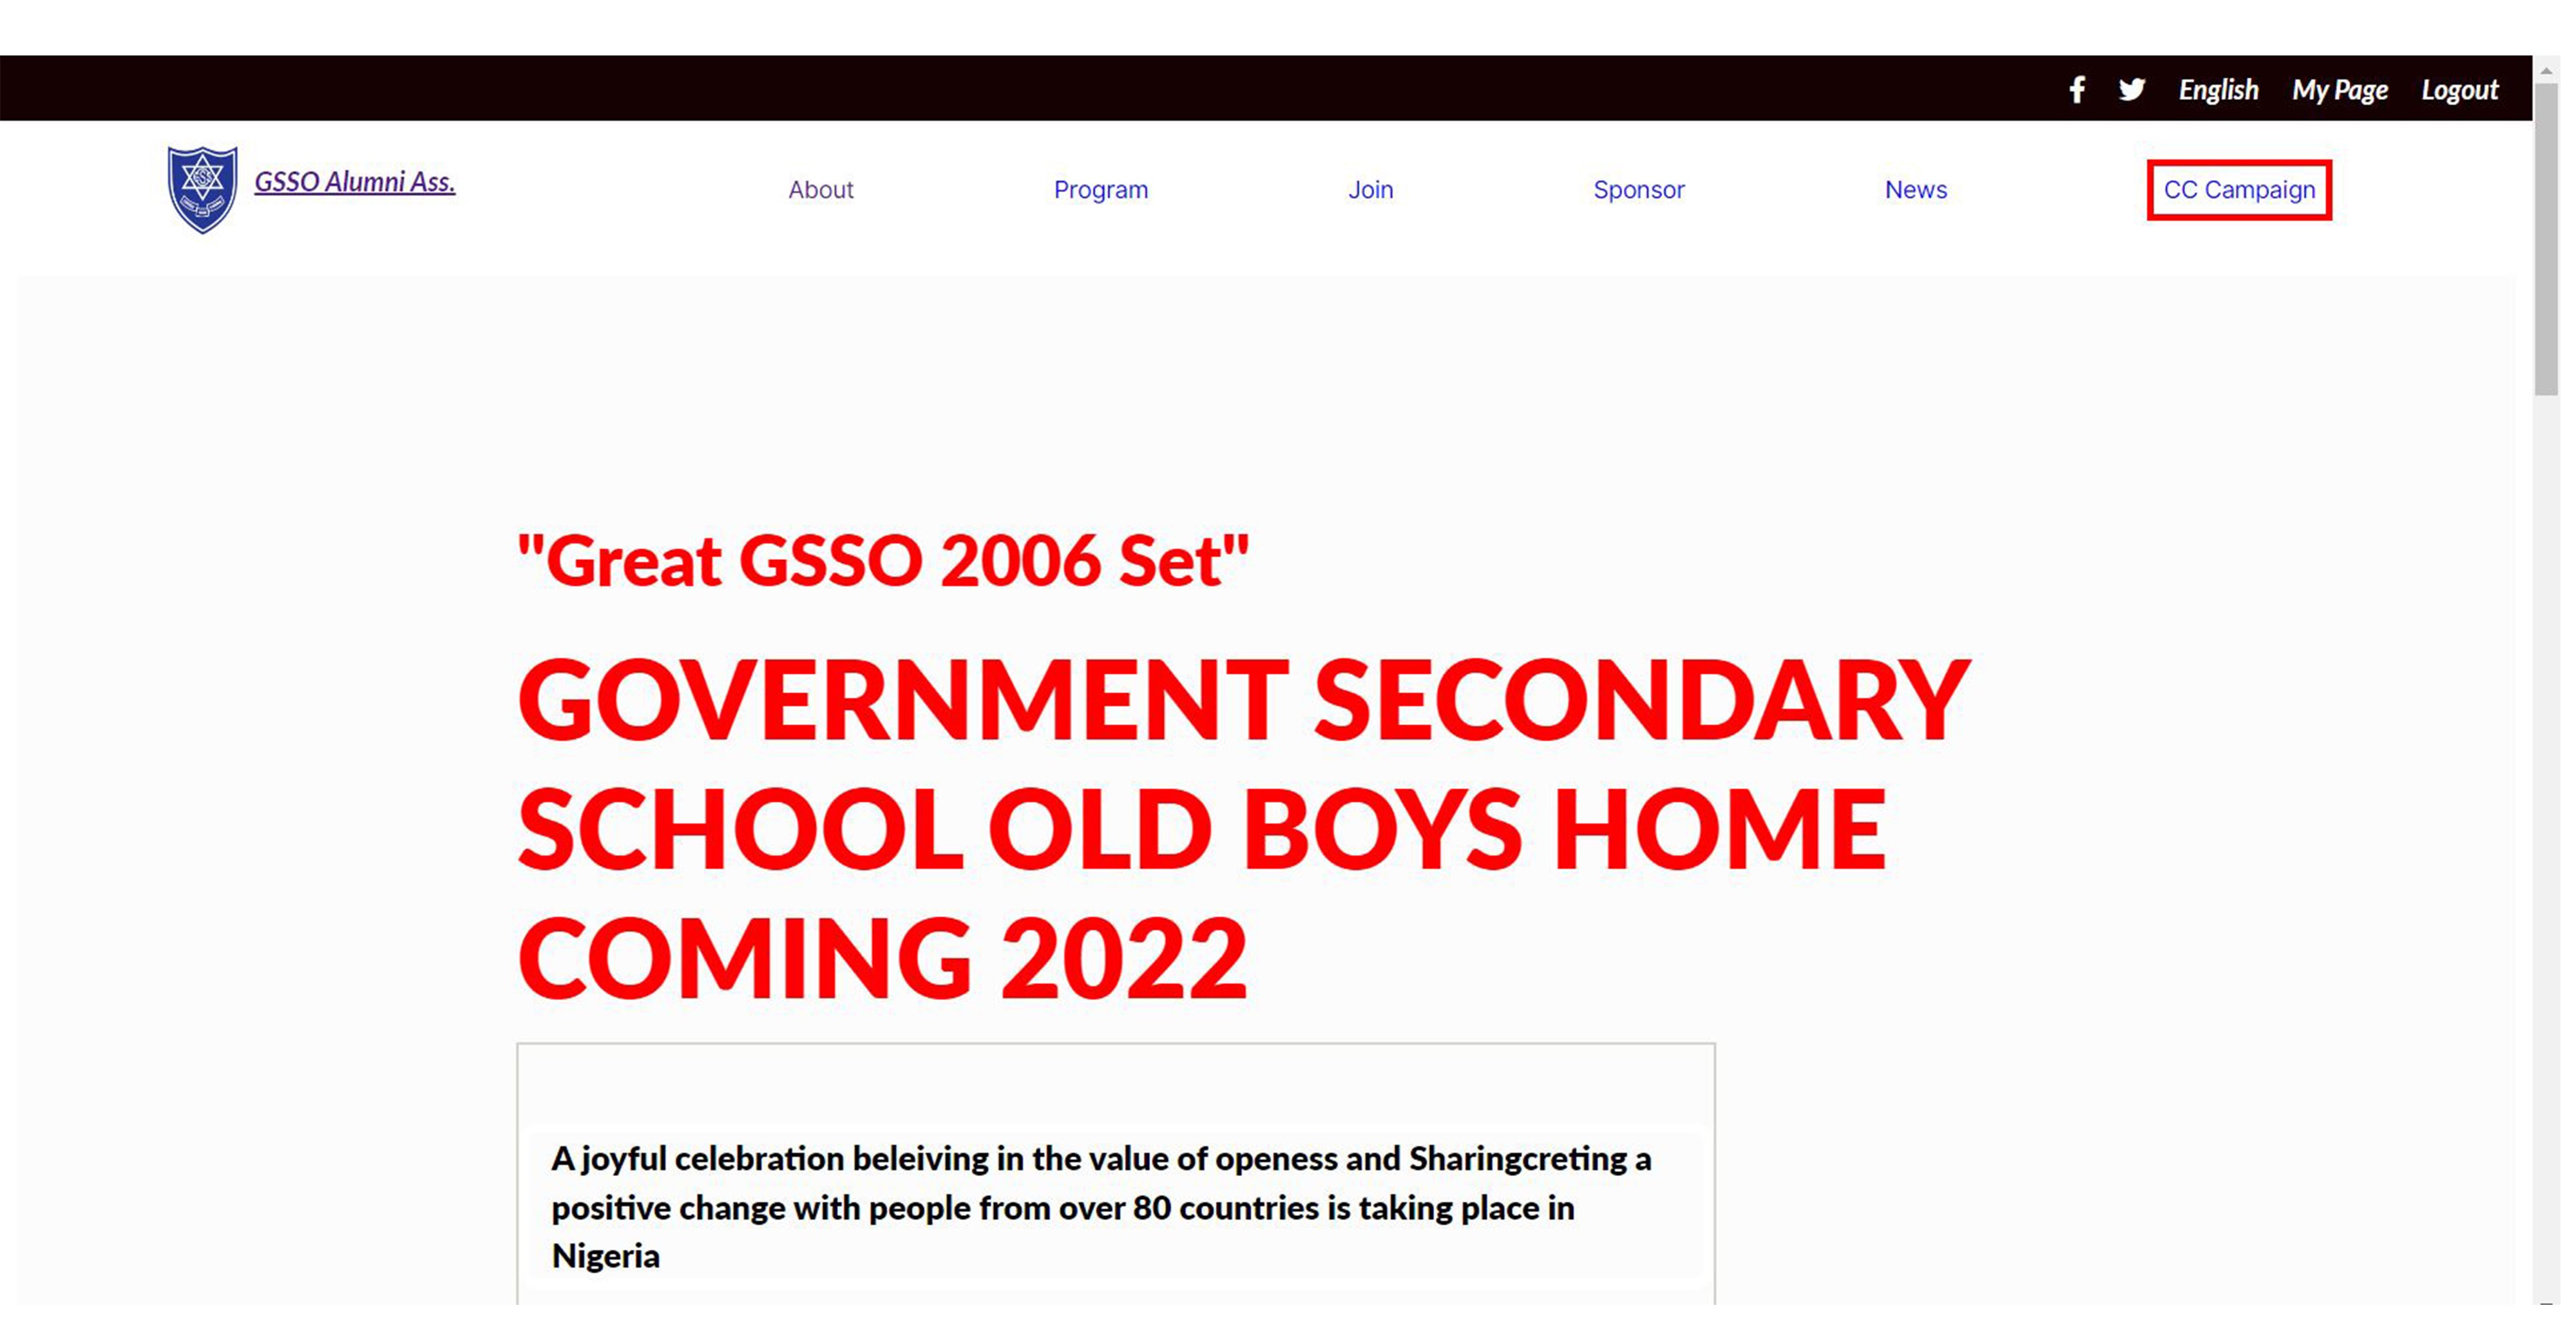 English My Page Logout
GSSO Alumni Ass. About Program Join Sponsor News CC Campaign
"Great GSSO 2006 Set"
GOVERNMENT SECONDARY
SCHOOL OLD BOYS HOME
COMING 2022
A joyful celebration beleiving in the value of openess and Sharingcreting a
positive change with people from over 80 countries is taking place in
Nigeria